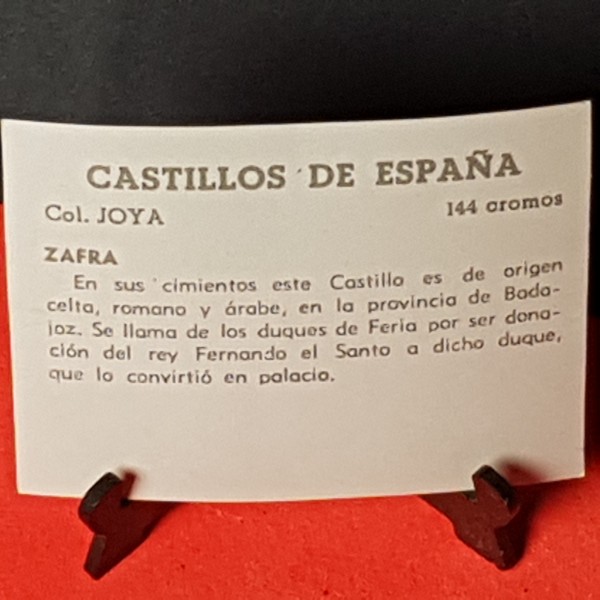 CASTILLOS DE ESPAÑA
Col. JOYA
144 cromos
ZAFRA
En sus cimientos este Castillo es de origen
celta, romano y árabe, en la provincia de Bada-
joz. Se llama de los duques de Feria por ser dona-
ción del rey Fernando el Santo a dicho duque,
que lo convirtió en palacio.